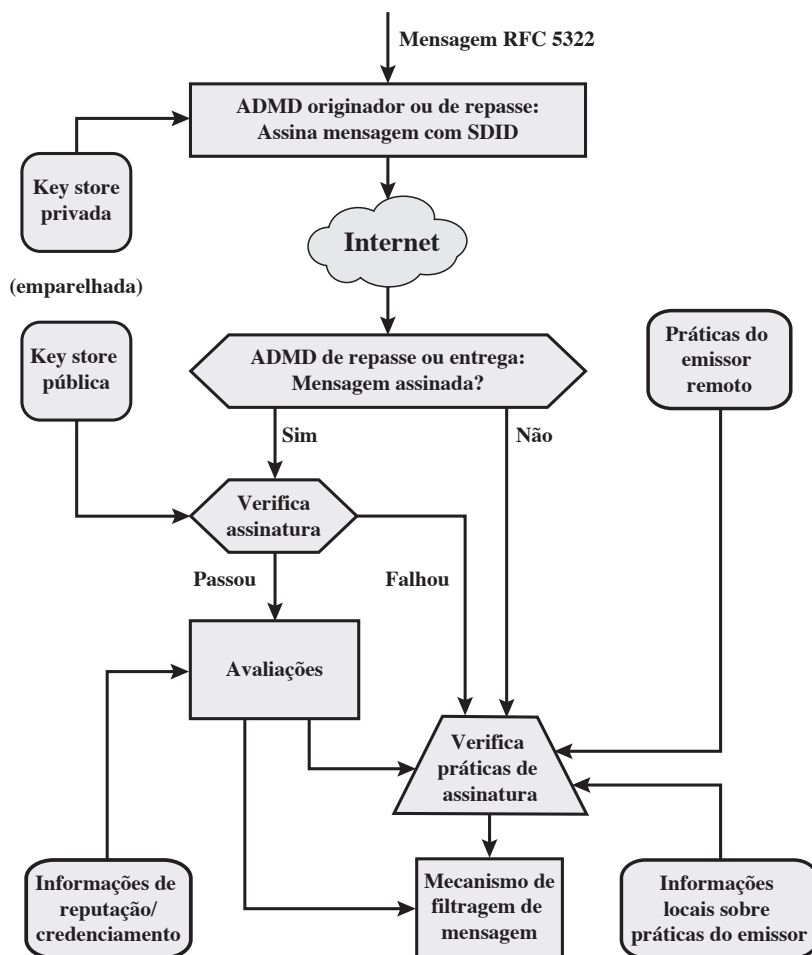 Mensagem RFC 5322
ADMD originador ou de repasse:
Assina mensagem com SDID
Key store
privada
Internet
(emparelhada)
Key store
pública
ADMD de repasse ou entrega:
Mensagem assinada?
Práticas do
emissor
remoto
Sim
Não
Verifica
assinatura
Passou
Falhou
Avaliações
Verifica
práticas de
assinatura
Informações de
reputação/
credenciamento
Mecanismo de
filtragem de
mensagem
Informações
locais sobre
práticas do emissor